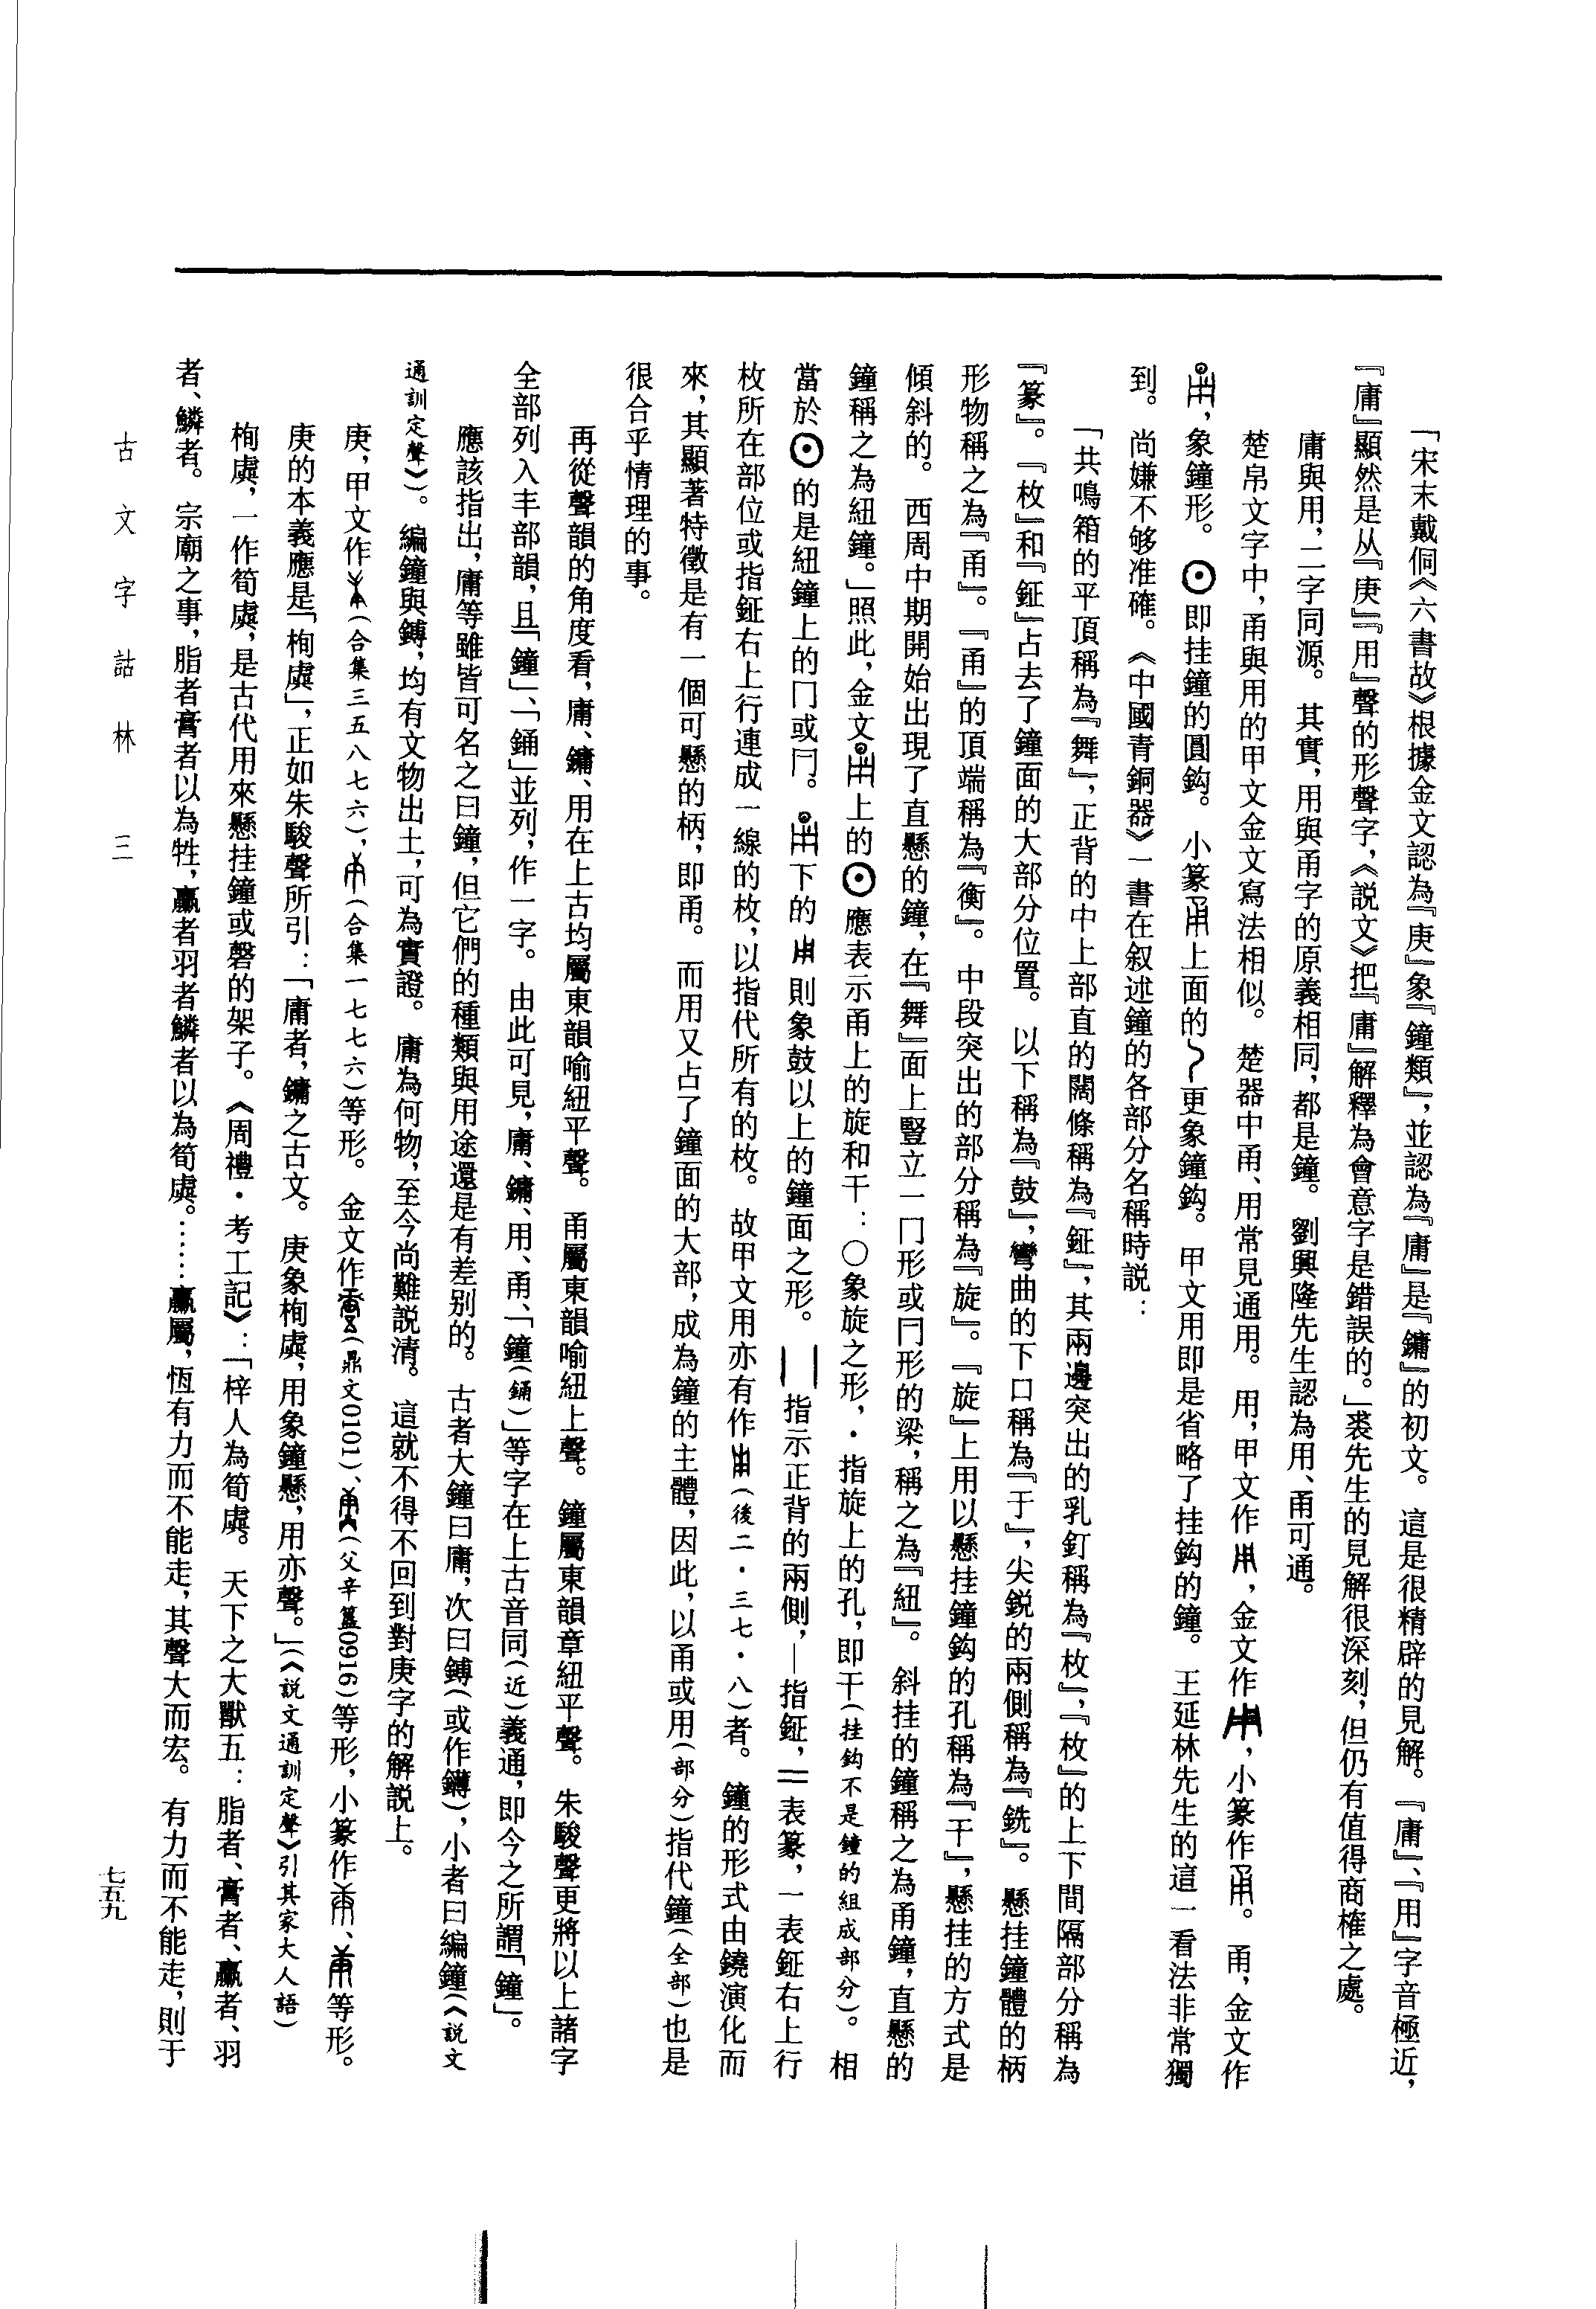 「宋末戴侗《六書故》根據金文認為『庚』象『鐘類』，並認為『庸』是『鏞』的初文。這是很精辟的見解。『庸』、『用』字音極近，
『庸』顯然是从『庚』『用』聲的形聲字，《説文》把『庸』解釋為會意字是錯誤的。」裘先生的見解很深刻，但仍有值得商榷之處。
庸與用，二字同源。其實，用與甬字的原義相同，都是鐘。劉興隆先生認為用、甬可通。
楚帛文字中，甬與用的甲文金文寫法相似。楚器中甬、用常見通用。用，甲文作，金文作，小篆作。甬，金文作
，象鐘形。⊙即挂鐘的圓鈎。小篆上面的更象鐘鈎。甲文用即是省略了挂鈎的鐘。王延林先生的這一看法非常獨
到。尚嫌不够准確。《中國青銅器》一書在叙述鐘的各部分名稱時説：
「共鳴箱的平頂稱為『舞』，正背的中上部直的闊條稱為『鉦』，其兩邊突出的乳釘稱為『枚』，『枚』的上下間隔部分稱為
『篆』。『枚』和『鉦』占去了鐘面的大部分位置。以下稱為『鼓』，彎曲的下口稱為『于』，尖鋭的兩側稱為『銑』。懸挂鐘體的柄
形物稱之為『甬』。『甬』的頂端稱為『衡』。中段突出的部分稱為『旋』。『旋』上用以懸挂鐘鈎的孔稱為『干』，懸挂的方式是
傾斜的。西周中期開始出現了直懸的鐘，在『舞』面上豎立一冂形或冃形的梁，稱之為『紐』。斜挂的鐘稱之為甬鐘，直懸的
鐘稱之為紐鐘。」照此，金文上的⊙應表示甬上的旋和干：○象旋之形，·指旋上的孔，即干（挂鈎不是鐘的組成部分）。相
當於⊙的是紐鐘上的冂或冃。下的則象鼓以上的鐘面之形。指示正背的兩側，—指鉦，二表篆，一表鉦右上行
枚所在部位或指鉦右上行連成一線的枚，以指代所有的枚。故甲文用亦有作（後二·三七·八）者。鐘的形式由鐃演化而
來，其顯著特徵是有一個可懸的柄，即甬。而用又占了鐘面的大部，成為鐘的主體，因此，以甬或用（部分）指代鐘（全部）也是
很合乎情理的事。
再從聲韻的角度看，庸、鏞、用在上古均屬東韻喻紐平聲。甬屬東韻喻紐上聲。鐘屬東韻章紐平聲。朱駿聲更將以上諸字
全部列入丰部韻，且「鐘」、「銿」並列，作一字。由此可見，庸、鏞、用、甬、「鐘（銿）」等字在上古音同（近）義通，即今之所謂「鐘」。
應該指出，庸等雖皆可名之曰鐘，但它們的種類與用途還是有差别的。古者大鐘曰庸，次曰鎛（或作鑮），小者曰編鐘（《説文
通訓定聲》）。編鐘與鎛，均有文物出土，可為實證。庸為何物，至今尚難説清。這就不得不回到對庚字的解説上。
庚，甲文作（合集三五八七六），（合集一七七六）等形。金文作（鼎文0101）、（父辛簋0916）等形，小篆作、等形。
庚的本義應是「栒虡」，正如朱駿聲所引：「庸者，鏞之古文。庚象栒虡，用象鐘懸，用亦聲。」（《説文通訓定聲》引其家大人語）
栒虡，一作筍虡，是古代用來懸挂鐘或磬的架子。《周禮·考工記》：「梓人為筍虡。天下之大獸五：脂者、膏者、臝者、羽
者、鱗者。宗廟之事，脂者膏者以為牲，臝者羽者鱗者以為筍虡。……臝屬，恆有力而不能走，其聲大而宏。有力而不能走，則于
古文字詁林 三
七五九